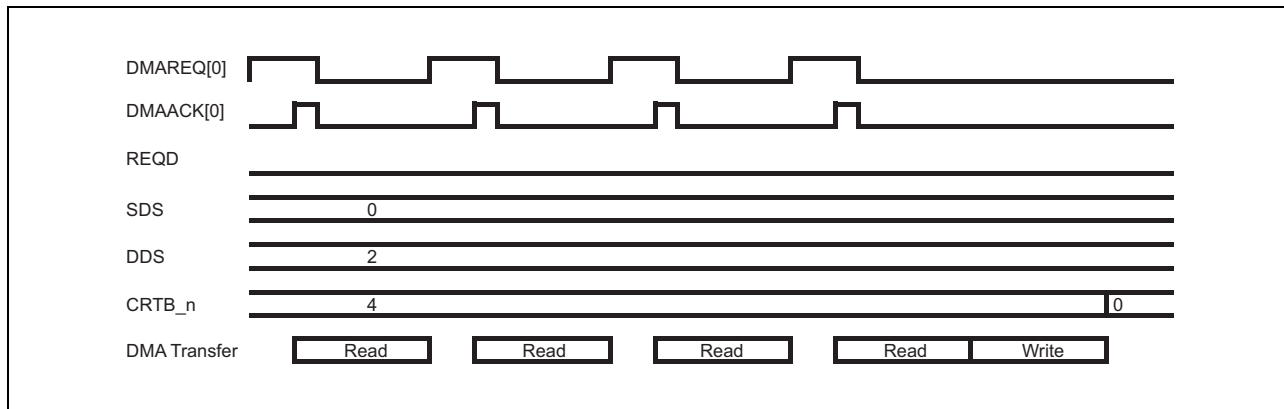 DMAREQ[0]
DMAACK[0]
REQD
SDS 0
DDS 2
CRTB_n 4 0
DMA Transfer Read Read Read Read Write